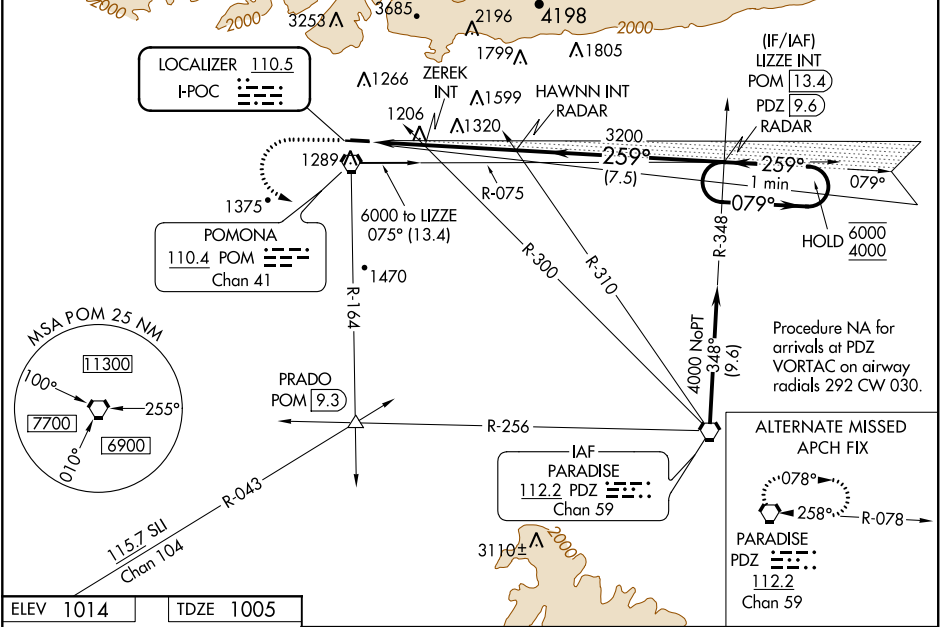 2000
3253
3685
2196
4198
2000
1799
1805
LOCALIZER 110.5
I-POC
1266
ZEREK
INT
1599
HAWNN INT
RADAR
(IF/IAF)
LIZZE INT
POM 13.4
PDZ 9.6
RADAR
1206
1320
3200
1289
259°
(7.5)
259°
1 min
079°
079°
R-075
1375
6000 to LIZZE
075° (13.4)
HOLD 6000
4000
POMONA
110.4 POM
Chan 41
1470
R-164
R-300
R-310
R-348
4000 NoPT
348°
(9.6)
Procedure NA for
arrivals at PDZ
VORTAC on airway
radials 292 CW 030.
MSA POM 25 NM
11300
100°
255°
7700
6900
010°
PRADO
POM 9.3
R-256
IAF
PARADISE
112.2 PDZ
Chan 59
R-043
115.7 SLI
Chan 104
3110±
2000
ALTERNATE MISSED
APCH FIX
078°
258°
R-078
PARADISE
PDZ
112.2
Chan 59
ELEV 1014
TDZE 1005